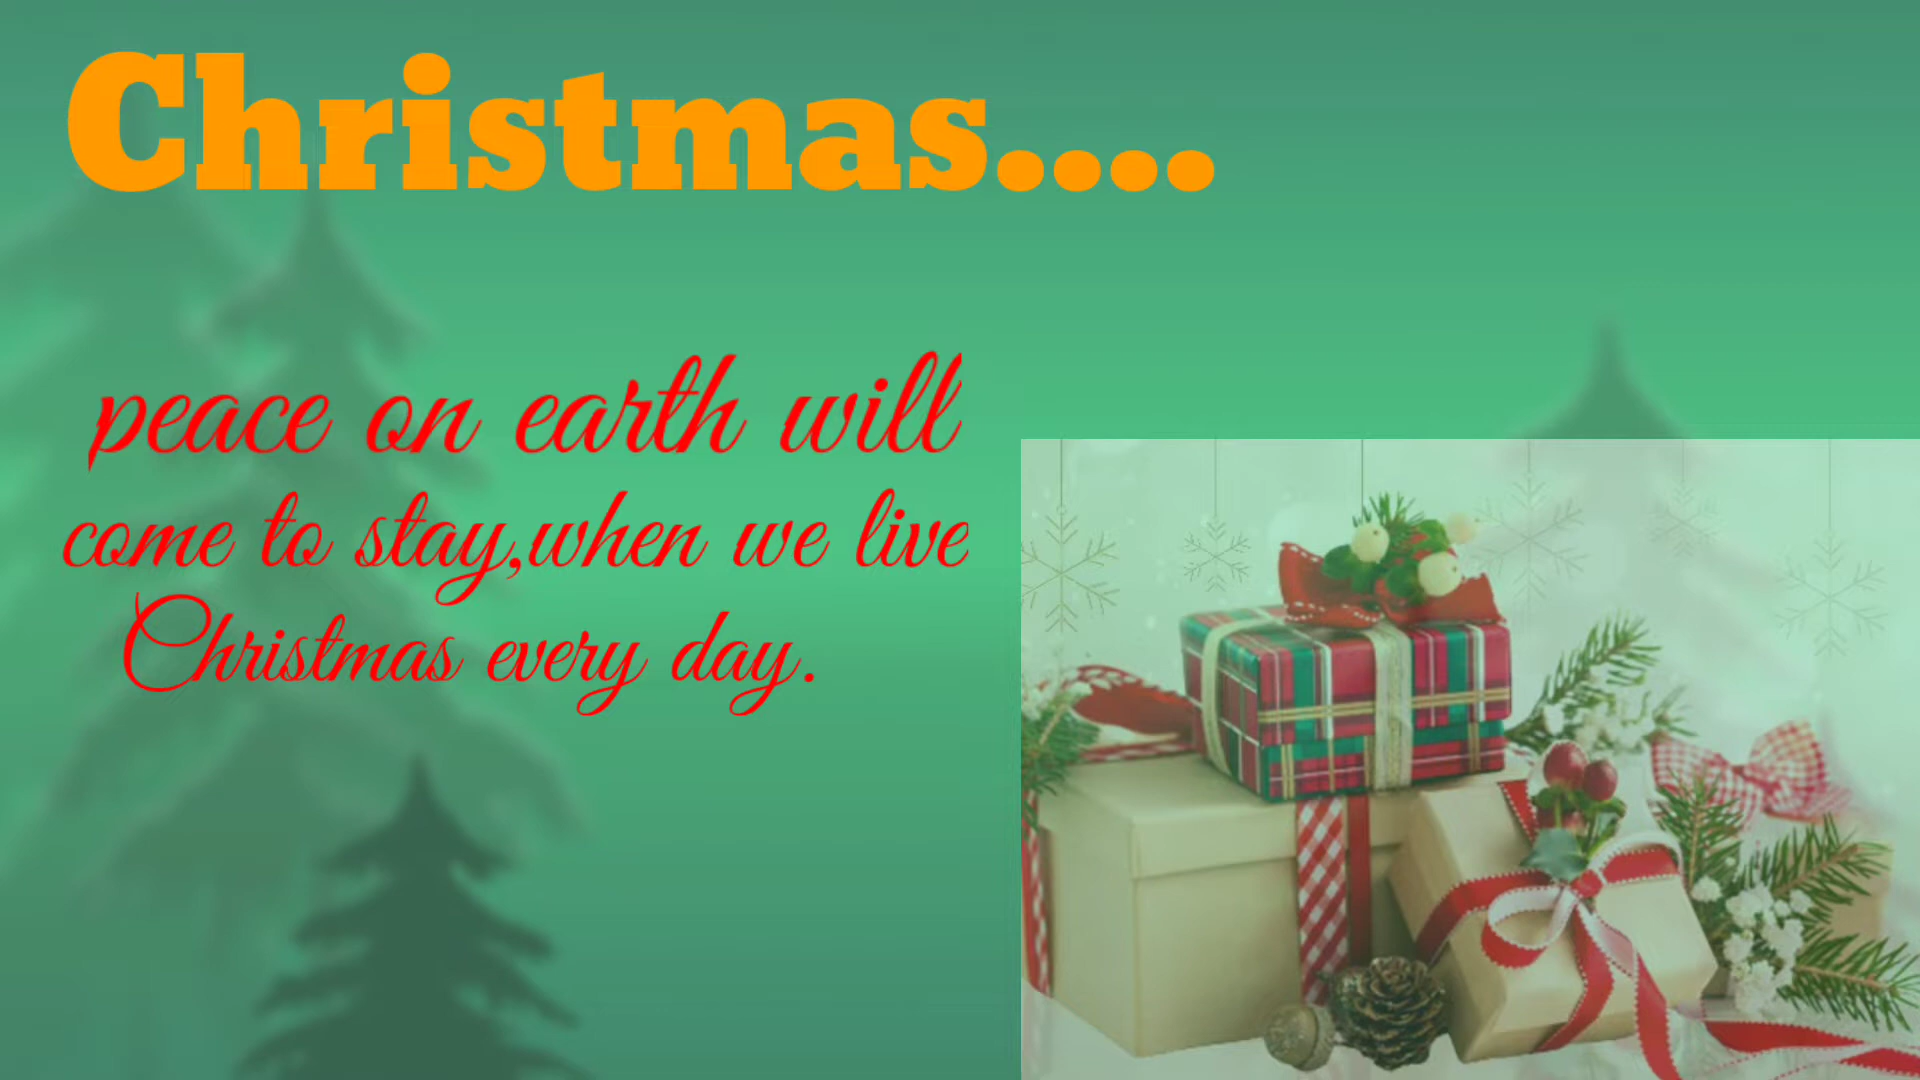 Christmas....
peace on earth will
come to stay,when we live
Christmas every day.